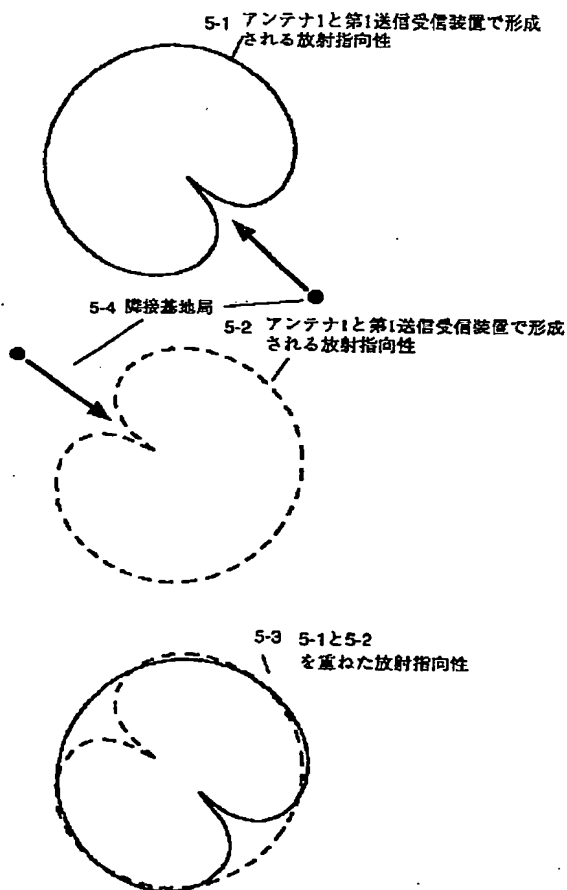 5-1 アンテナ1と第1送信受信装置で形成
される放射指向性
5-4 隣接基地局
5-2 アンテナ1と第1送信受信装置で形成
される放射指向性
5-3 5-1と5-2
を重ねた放射指向性